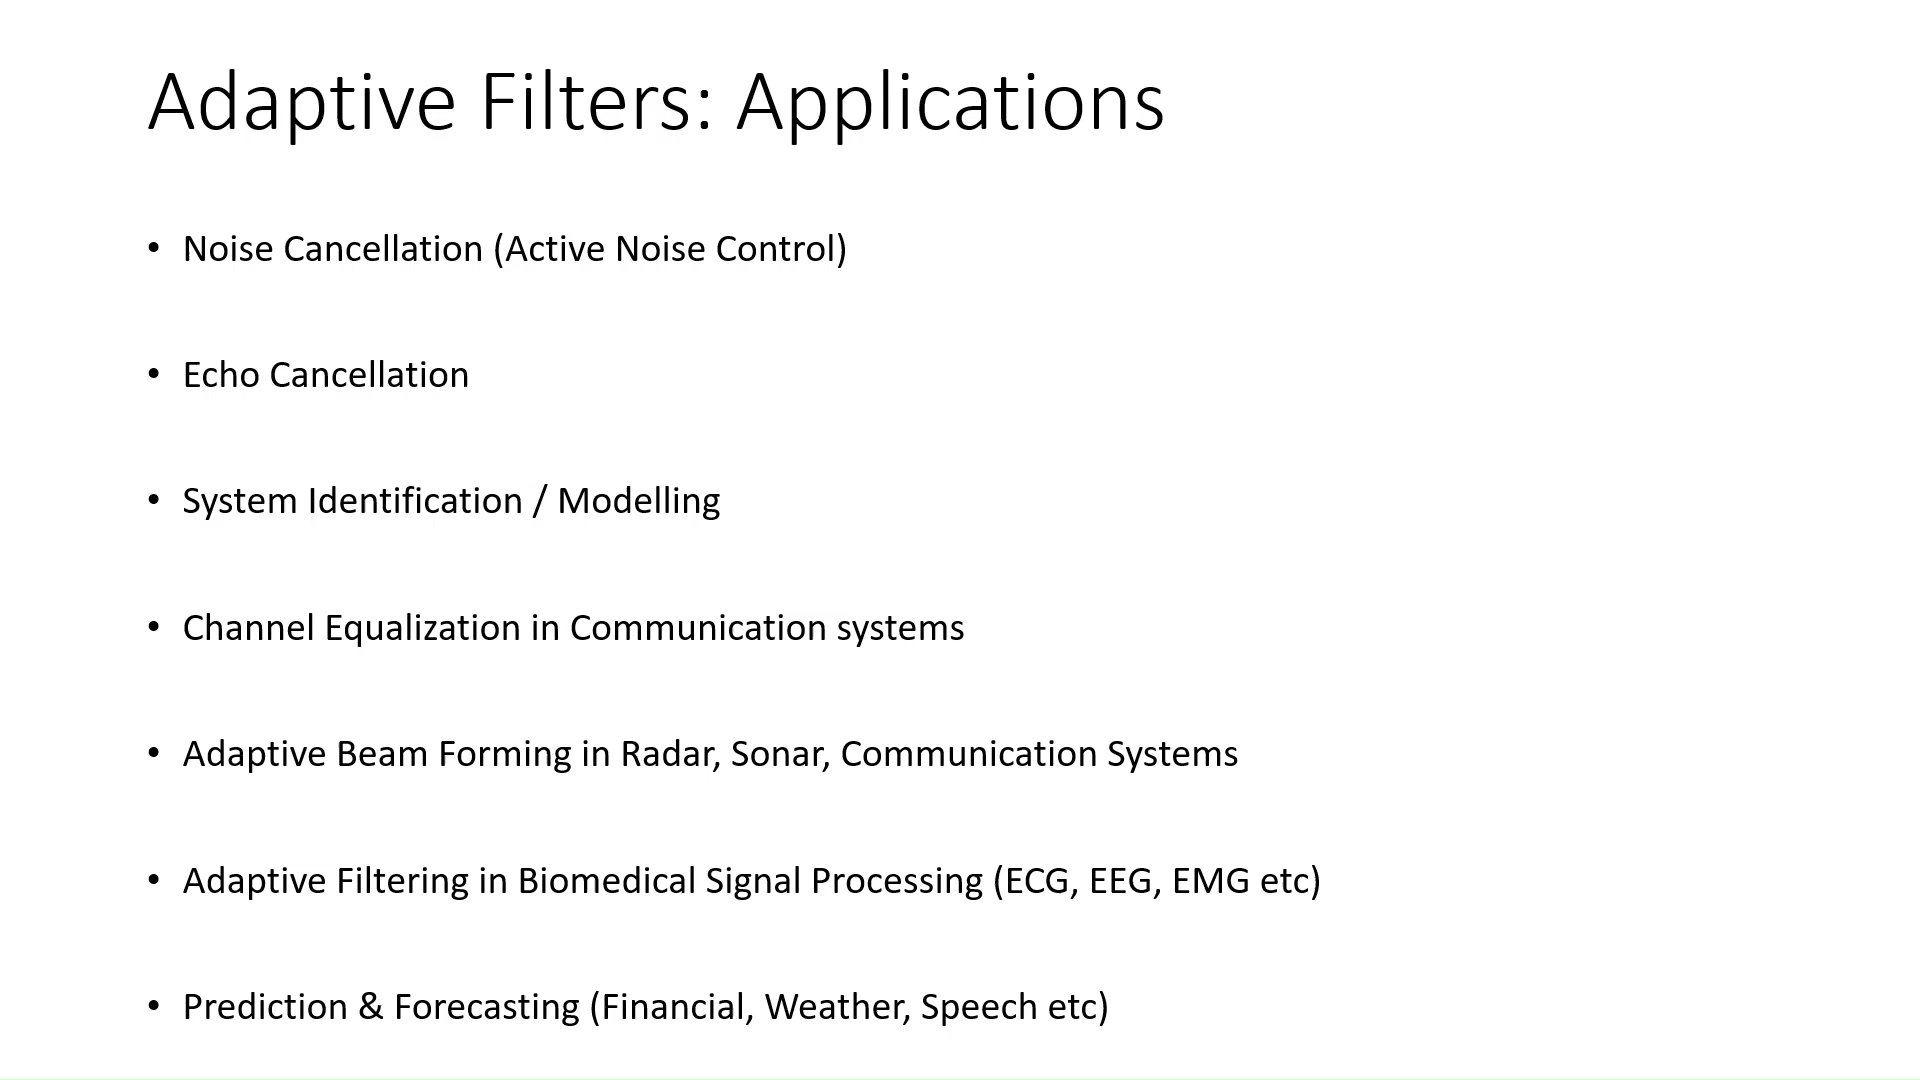 Adaptive Filters: Applications
• Noise Cancellation (Active Noise Control)
• Echo Cancellation
• System Identification / Modelling
• Channel Equalization in Communication systems
• Adaptive Beam Forming in Radar, Sonar, Communication Systems
• Adaptive Filtering in Biomedical Signal Processing (ECG, EEG, EMG etc)
• Prediction & Forecasting (Financial, Weather, Speech etc)